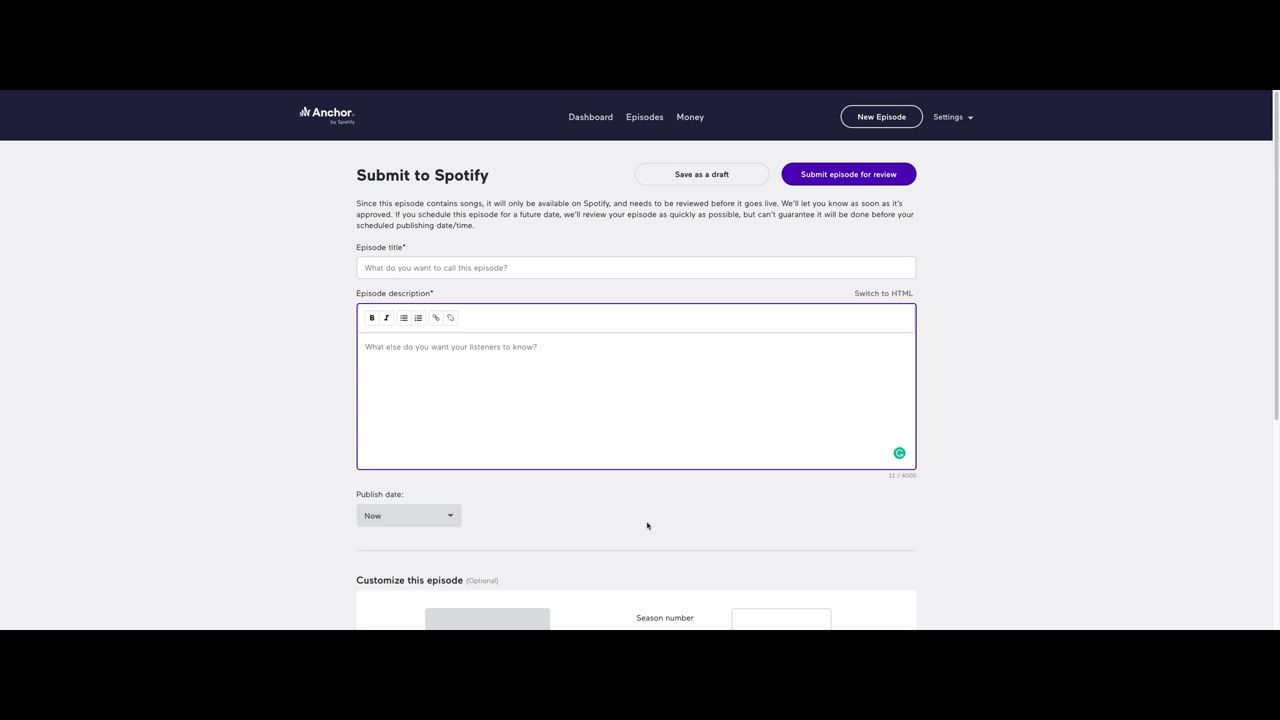 Anchor
by Spotify
Dashboard
Episodes
Money
New Episode
Settings
Submit to Spotify
Save as a draft
Submit episode for review
Since this episode contains songs, it will only be available on Spotify, and needs to be reviewed before it goes live. We'll let you know as soon as it's
approved. If you schedule this episode for a future date, we'll review your episode as quickly as possible, but can't guarantee it will be done before your
scheduled publishing date/time.
Episode title*
What do you want to call this episode?
Episode description*
Switch to HTML
B
I
What else do you want your listeners to know?
11 / 4000
Publish date:
Now
Customize this episode (Optional)
Season number